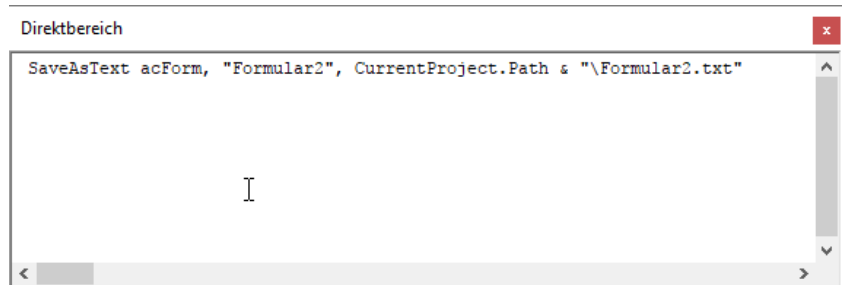 Direktbereich
SaveAsText acForm, "Formular2", CurrentProject.Path & "\Formular2.txt"